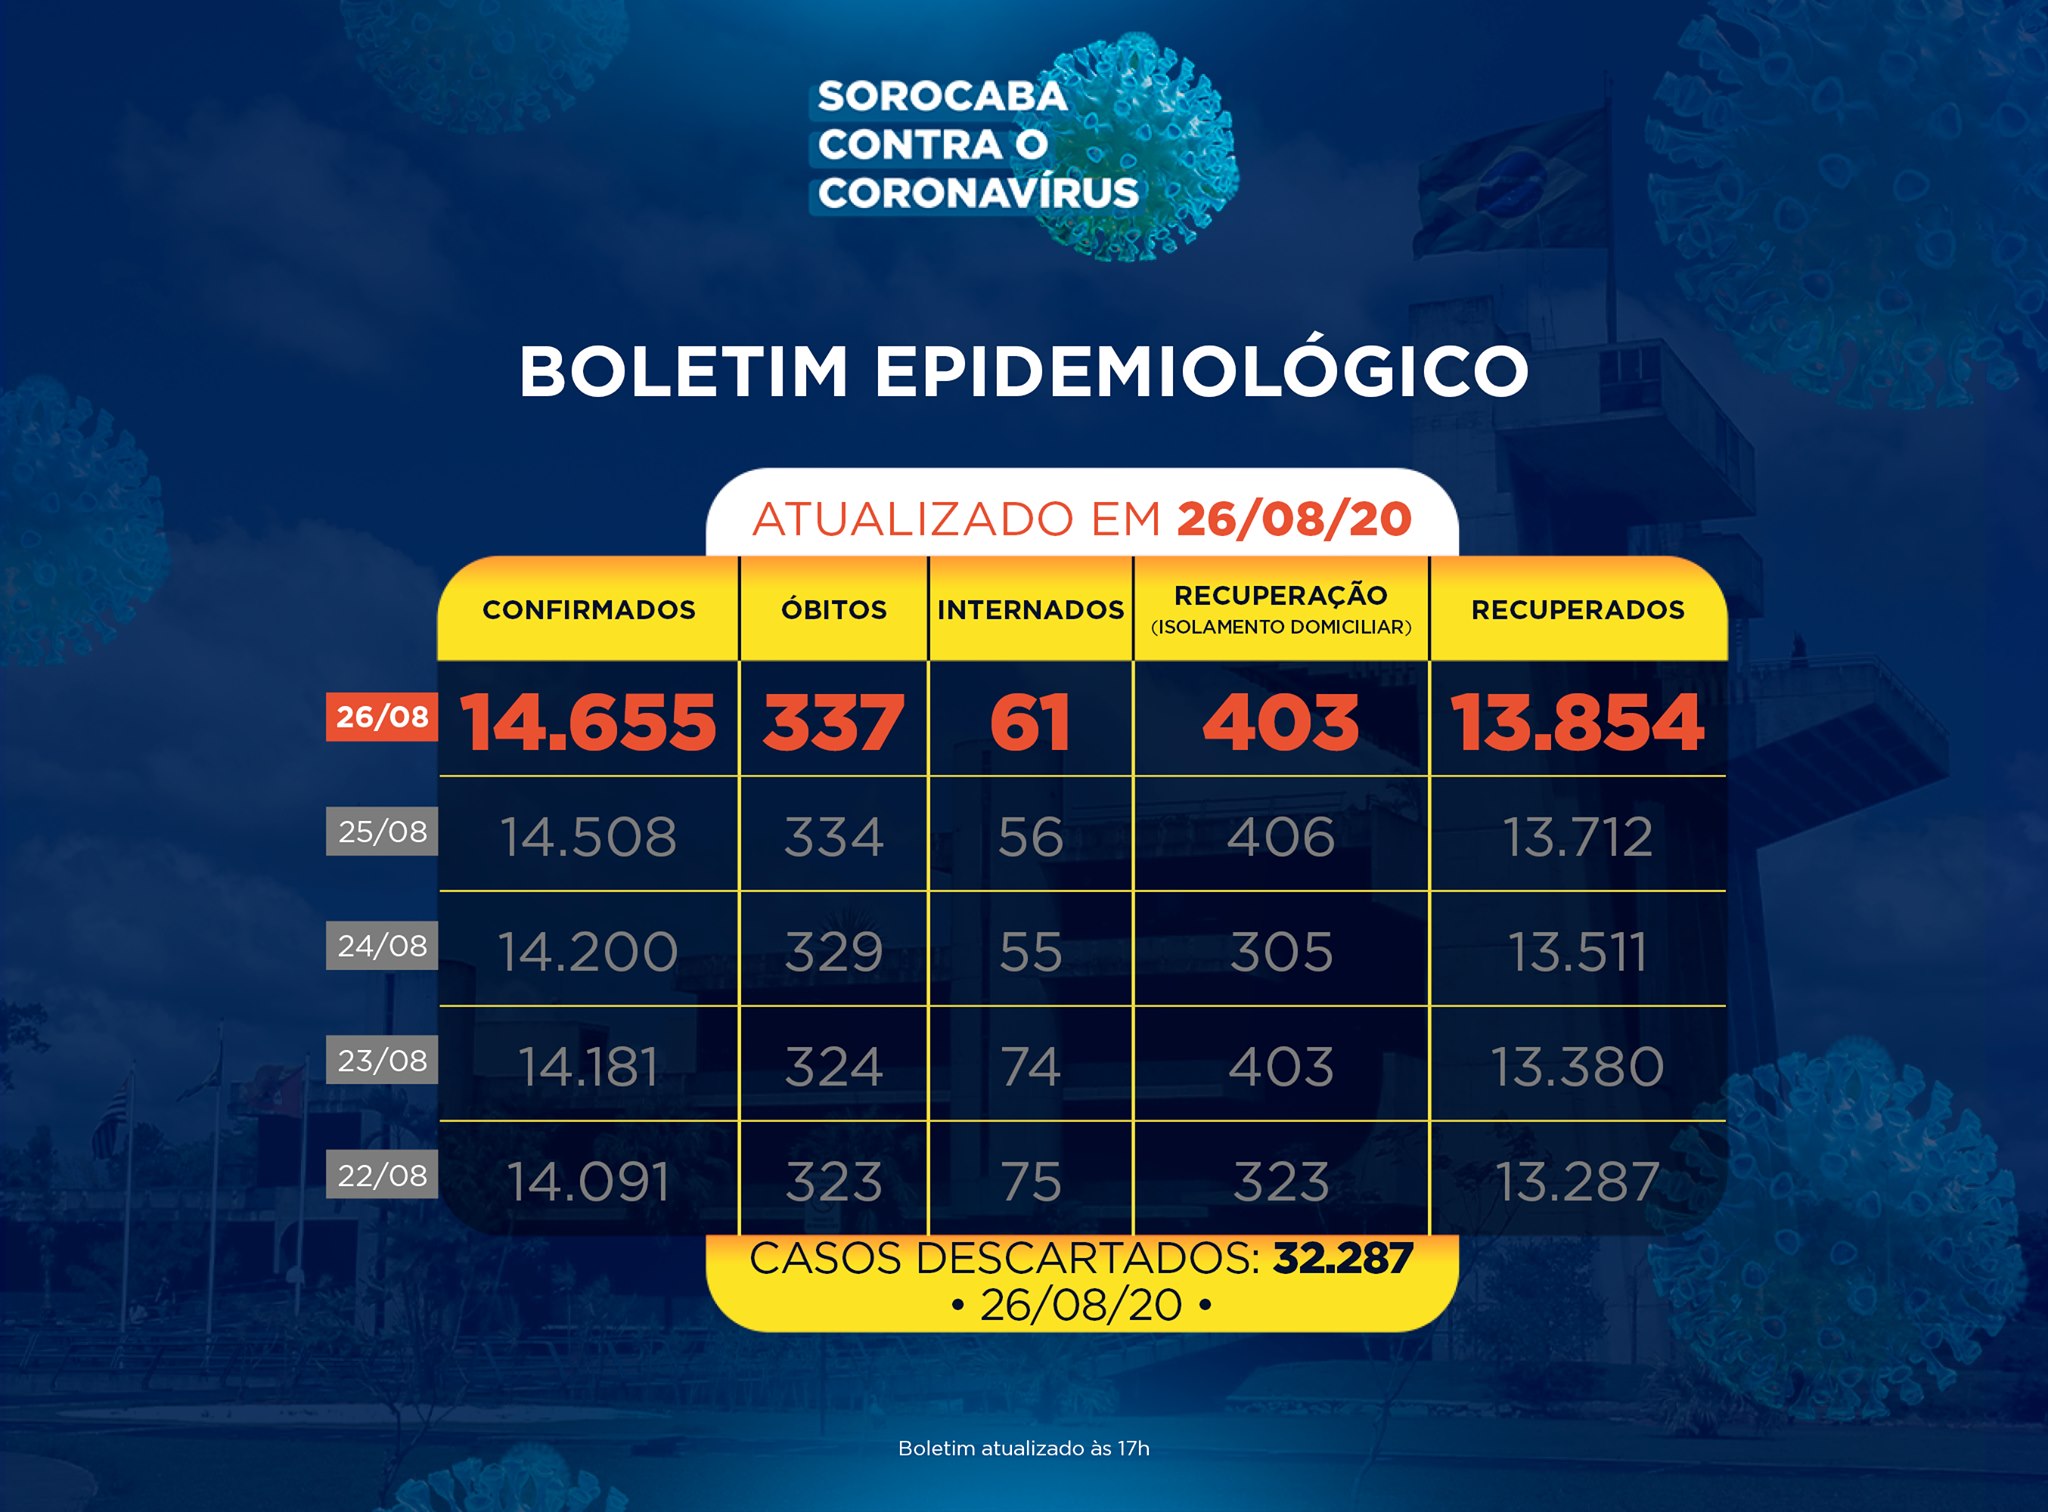 SOROCABA
CONTRA O
CORONAVÍRUS
BOLETIM EPIDEMIOLÓGICO
ATUALIZADO EM 26/08/20
CONFIRMADOS ÓBITOS INTERNADOS RECUPERAÇÃO (ISOLAMENTO DOMICILIAR) RECUPERADOS
26/08 14.655 337 61 403 13.854
25/08 14.508 334 56 406 13.712
24/08 14.200 329 55 305 13.511
23/08 14.181 324 74 403 13.380
22/08 14.091 323 75 323 13.287
CASOS DESCARTADOS: 32.287
• 26/08/20 •
Boletim atualizado às 17h